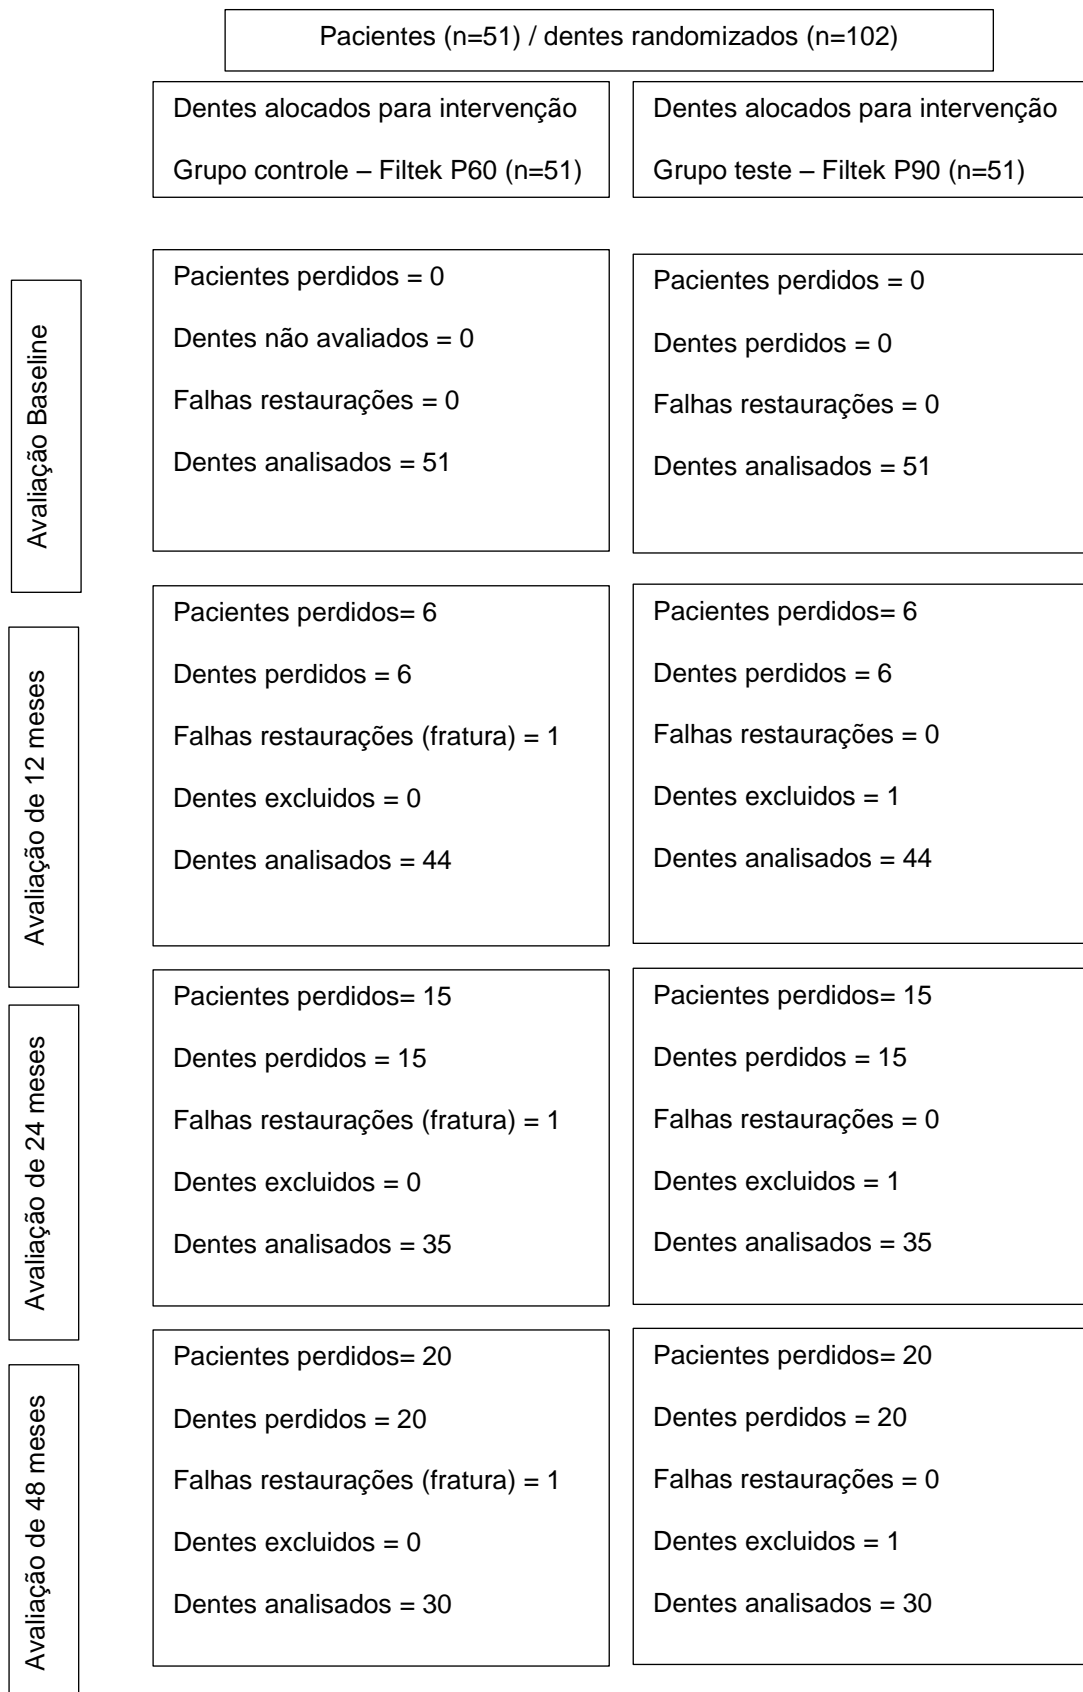 Pacientes (n=51) / dentes randomizados (n=102)
Dentes alocados para intervenção
Grupo controle – Filtek P60 (n=51)
Dentes alocados para intervenção
Grupo teste – Filtek P90 (n=51)
Avaliação Baseline
Pacientes perdidos = 0
Dentes não avaliados = 0
Falhas restaurações = 0
Dentes analisados = 51
Pacientes perdidos = 0
Dentes perdidos = 0
Falhas restaurações = 0
Dentes analisados = 51
Avaliação de 12 meses
Pacientes perdidos= 6
Dentes perdidos = 6
Falhas restaurações (fratura) = 1
Dentes excluidos = 0
Dentes analisados = 44
Pacientes perdidos= 6
Dentes perdidos = 6
Falhas restaurações = 0
Dentes excluidos = 1
Dentes analisados = 44
Avaliação de 24 meses
Pacientes perdidos= 15
Dentes perdidos = 15
Falhas restaurações (fratura) = 1
Dentes excluidos = 0
Dentes analisados = 35
Pacientes perdidos= 15
Dentes perdidos = 15
Falhas restaurações = 0
Dentes excluidos = 1
Dentes analisados = 35
Avaliação de 48 meses
Pacientes perdidos= 20
Dentes perdidos = 20
Falhas restaurações (fratura) = 1
Dentes excluidos = 0
Dentes analisados = 30
Pacientes perdidos= 20
Dentes perdidos = 20
Falhas restaurações = 0
Dentes excluidos = 1
Dentes analisados = 30